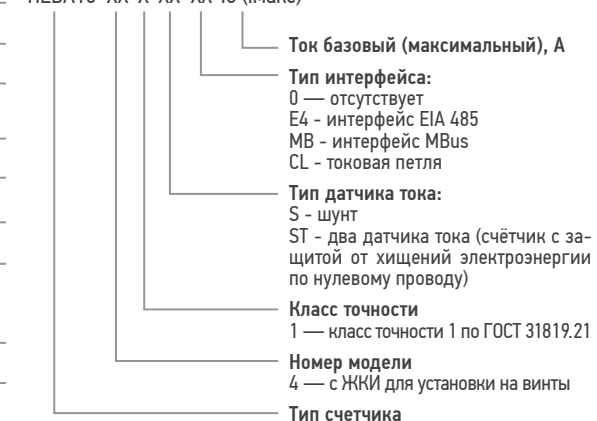 Ток базовый (максимальный), А
Тип интерфейса:
0 — отсутствует
E4 - интерфейс EIA 485
MB - интерфейс MBus
CL - токовая петля
Тип датчика тока:
S - шунт
ST - два датчика тока (счётчик с за-
щитой от хищений электроэнергии
по нулевому проводу)
Класс точности
1 — класс точности 1 по ГОСТ 31819.21
Номер модели
4 — с ЖКИ для установки на винты
Тип счетчика